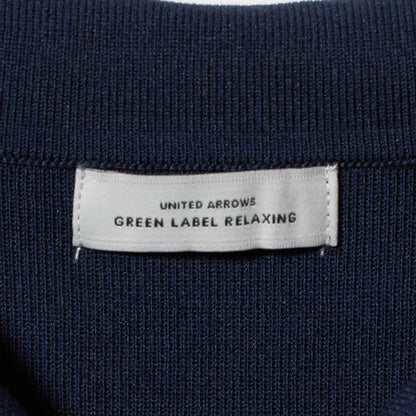 UNITED ARROWS
GREEN LABEL RELAXING